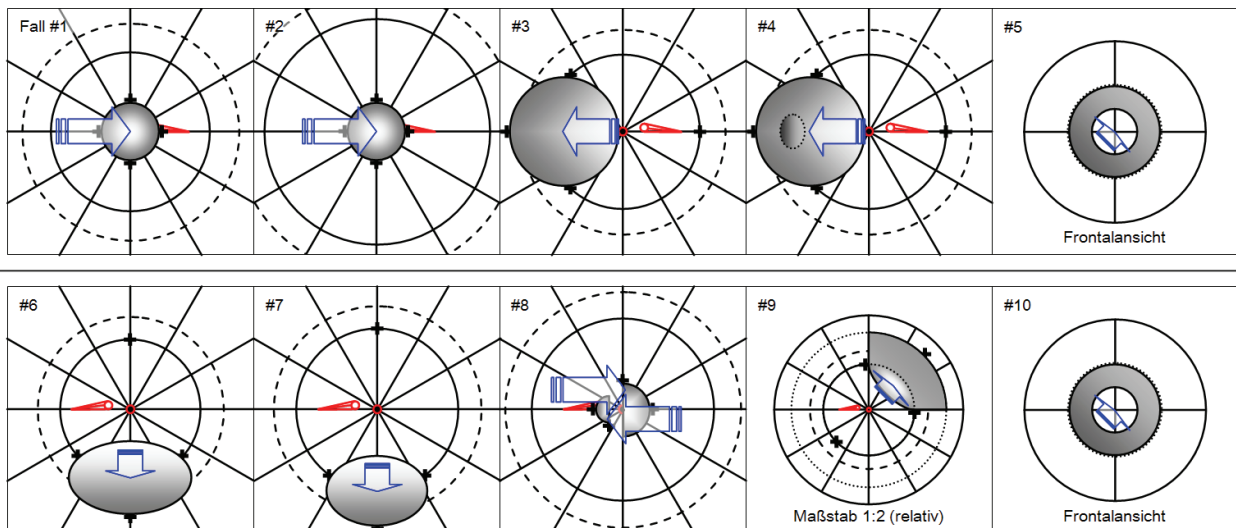 Fall #1
#2
#3
#4
#5
Frontalansicht
#6
#7
#8
#9
#10
Maßstab 1:2 (relativ)
Frontalansicht